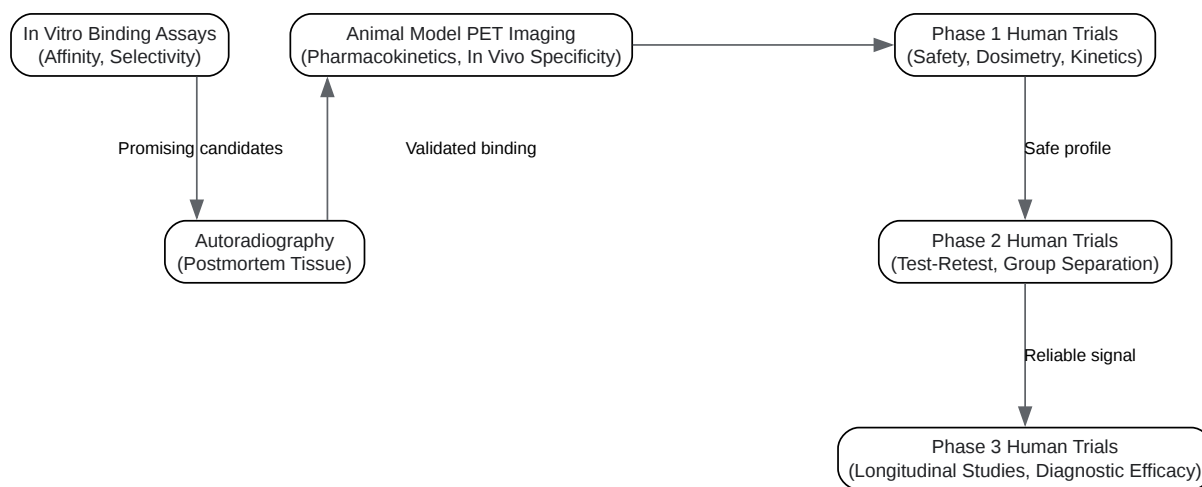 In Vitro Binding Assays
(Affinity, Selectivity)
Animal Model PET Imaging
(Pharmacokinetics, In Vivo Specificity)
Phase 1 Human Trials
(Safety, Dosimetry, Kinetics)
Promising candidates
Validated binding
Safe profile
Autoradiography
(Postmortem Tissue)
Phase 2 Human Trials
(Test-Retest, Group Separation)
Reliable signal
Phase 3 Human Trials
(Longitudinal Studies, Diagnostic Efficacy)